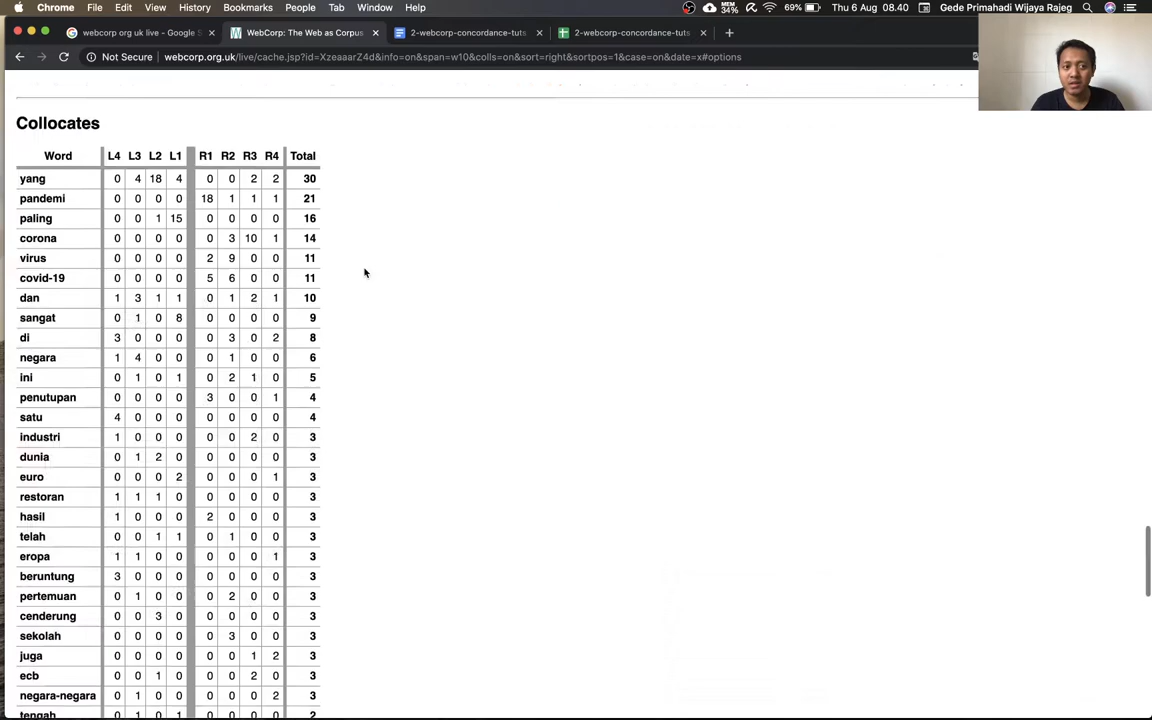 Chrome File Edit View History Bookmarks People Tab Window Help MEM 34% 69% Thu 6 Aug 08.40 Gede Primahadi Wijaya Rajeg
webcorp org uk live - Google S × WebCorp: The Web as Corpus × 2-webcorp-concordance-tuts × 2-webcorp-concordance-tuts × +
Not Secure | webcorp.org.uk/live/cache.jsp?id=XzeaaarZ4d&info=on&span=w10&colls=on&sort=right&sortpos=1&case=on&date=x#options
Collocates
Word L4 L3 L2 L1 R1 R2 R3 R4 Total
yang 0 4 18 4 0 0 2 2 30
pandemi 0 0 0 0 18 1 1 1 21
paling 0 0 1 15 0 0 0 0 16
corona 0 0 0 0 0 3 10 1 14
virus 0 0 0 0 2 9 0 0 11
covid-19 0 0 0 0 5 6 0 0 11
dan 1 3 1 1 0 1 2 1 10
sangat 0 1 0 8 0 0 0 0 9
di 3 0 0 0 0 3 0 2 8
negara 1 4 0 0 0 1 0 0 6
ini 0 1 0 1 0 2 1 0 5
penutupan 0 0 0 0 3 0 0 1 4
satu 4 0 0 0 0 0 0 0 4
industri 1 0 0 0 0 0 2 0 3
dunia 0 1 2 0 0 0 0 0 3
euro 0 0 0 2 0 0 0 1 3
restoran 1 1 1 0 0 0 0 0 3
hasil 1 0 0 0 2 0 0 0 3
telah 0 0 1 1 0 1 0 0 3
eropa 1 1 0 0 0 0 0 1 3
beruntung 3 0 0 0 0 0 0 0 3
pertemuan 0 1 0 0 0 2 0 0 3
cenderung 0 0 3 0 0 0 0 0 3
sekolah 0 0 0 0 0 3 0 0 3
juga 0 0 0 0 0 0 1 2 3
ecb 0 0 1 0 0 0 2 0 3
negara-negara 0 1 0 0 0 0 0 2 3
tengah 0 1 0 1 0 0 0 0 2